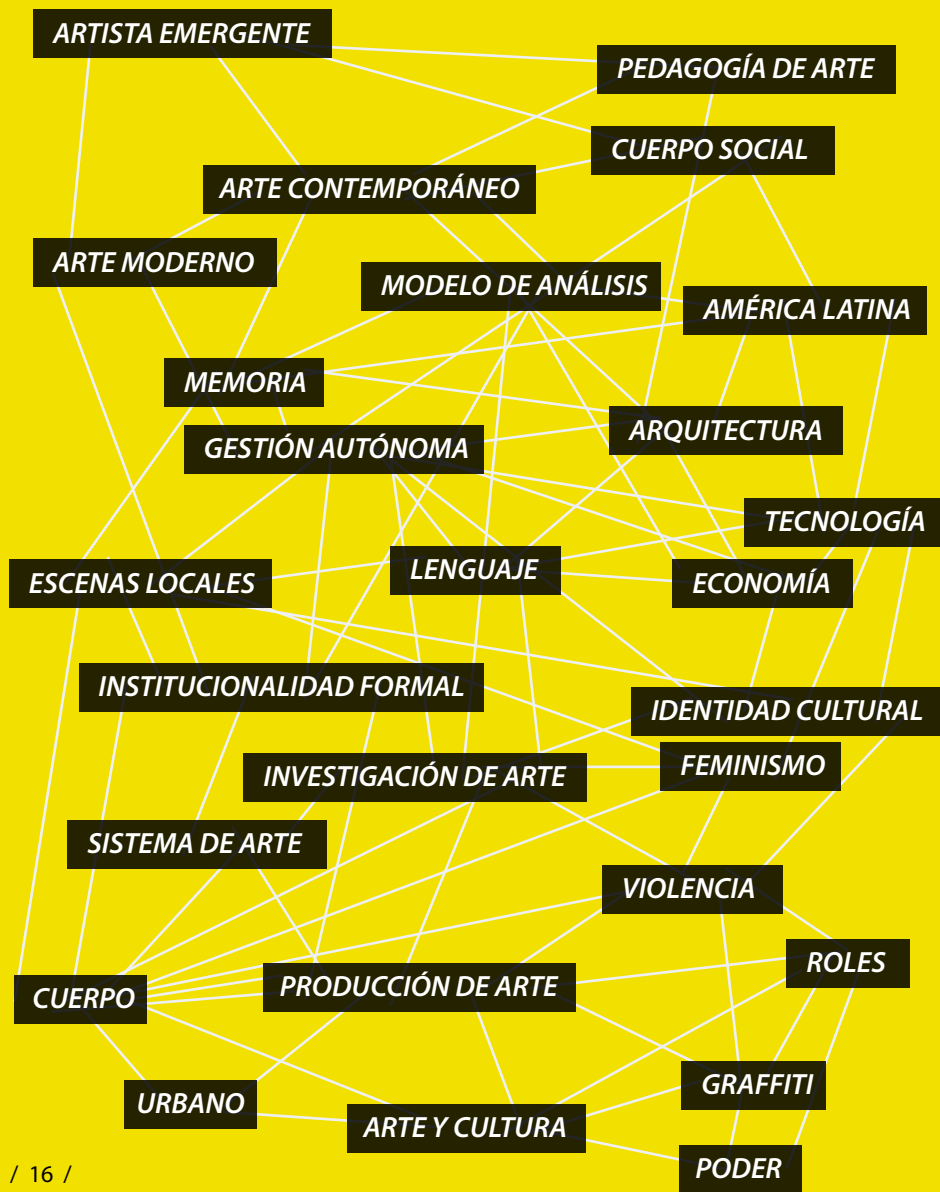 ARTISTA EMERGENTE
PEDAGOGÍA DE ARTE
CUERPO SOCIAL
ARTE CONTEMPORÁNEO
ARTE MODERNO
MODELO DE ANÁLISIS
AMÉRICA LATINA
MEMORIA
ARQUITECTURA
GESTIÓN AUTÓNOMA
TECNOLOGÍA
LENGUAJE
ECONOMÍA
ESCENAS LOCALES
INSTITUCIONALIDAD FORMAL
IDENTIDAD CULTURAL
FEMINISMO
INVESTIGACIÓN DE ARTE
SISTEMA DE ARTE
VIOLENCIA
ROLES
PRODUCCIÓN DE ARTE
CUERPO
GRAFFITI
URBANO
ARTE Y CULTURA
PODER
/ 16 /